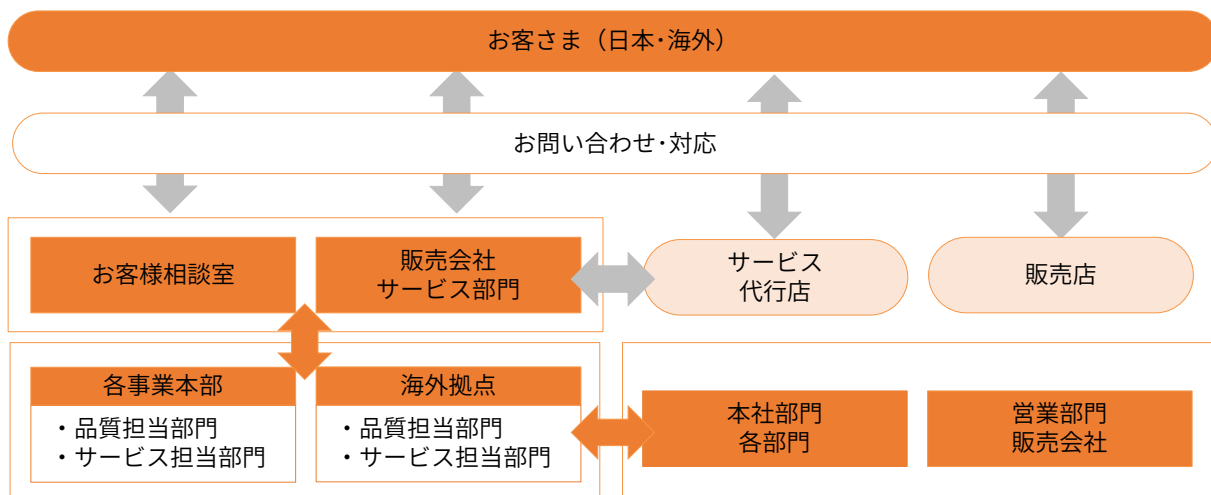 お客さま（日本･海外）
お問い合わせ･対応
お客様相談室
販売会社
サービス部門
サービス
代行店
販売店
各事業本部
・品質担当部門
・サービス担当部門
海外拠点
・品質担当部門
・サービス担当部門
本社部門
各部門
営業部門
販売会社